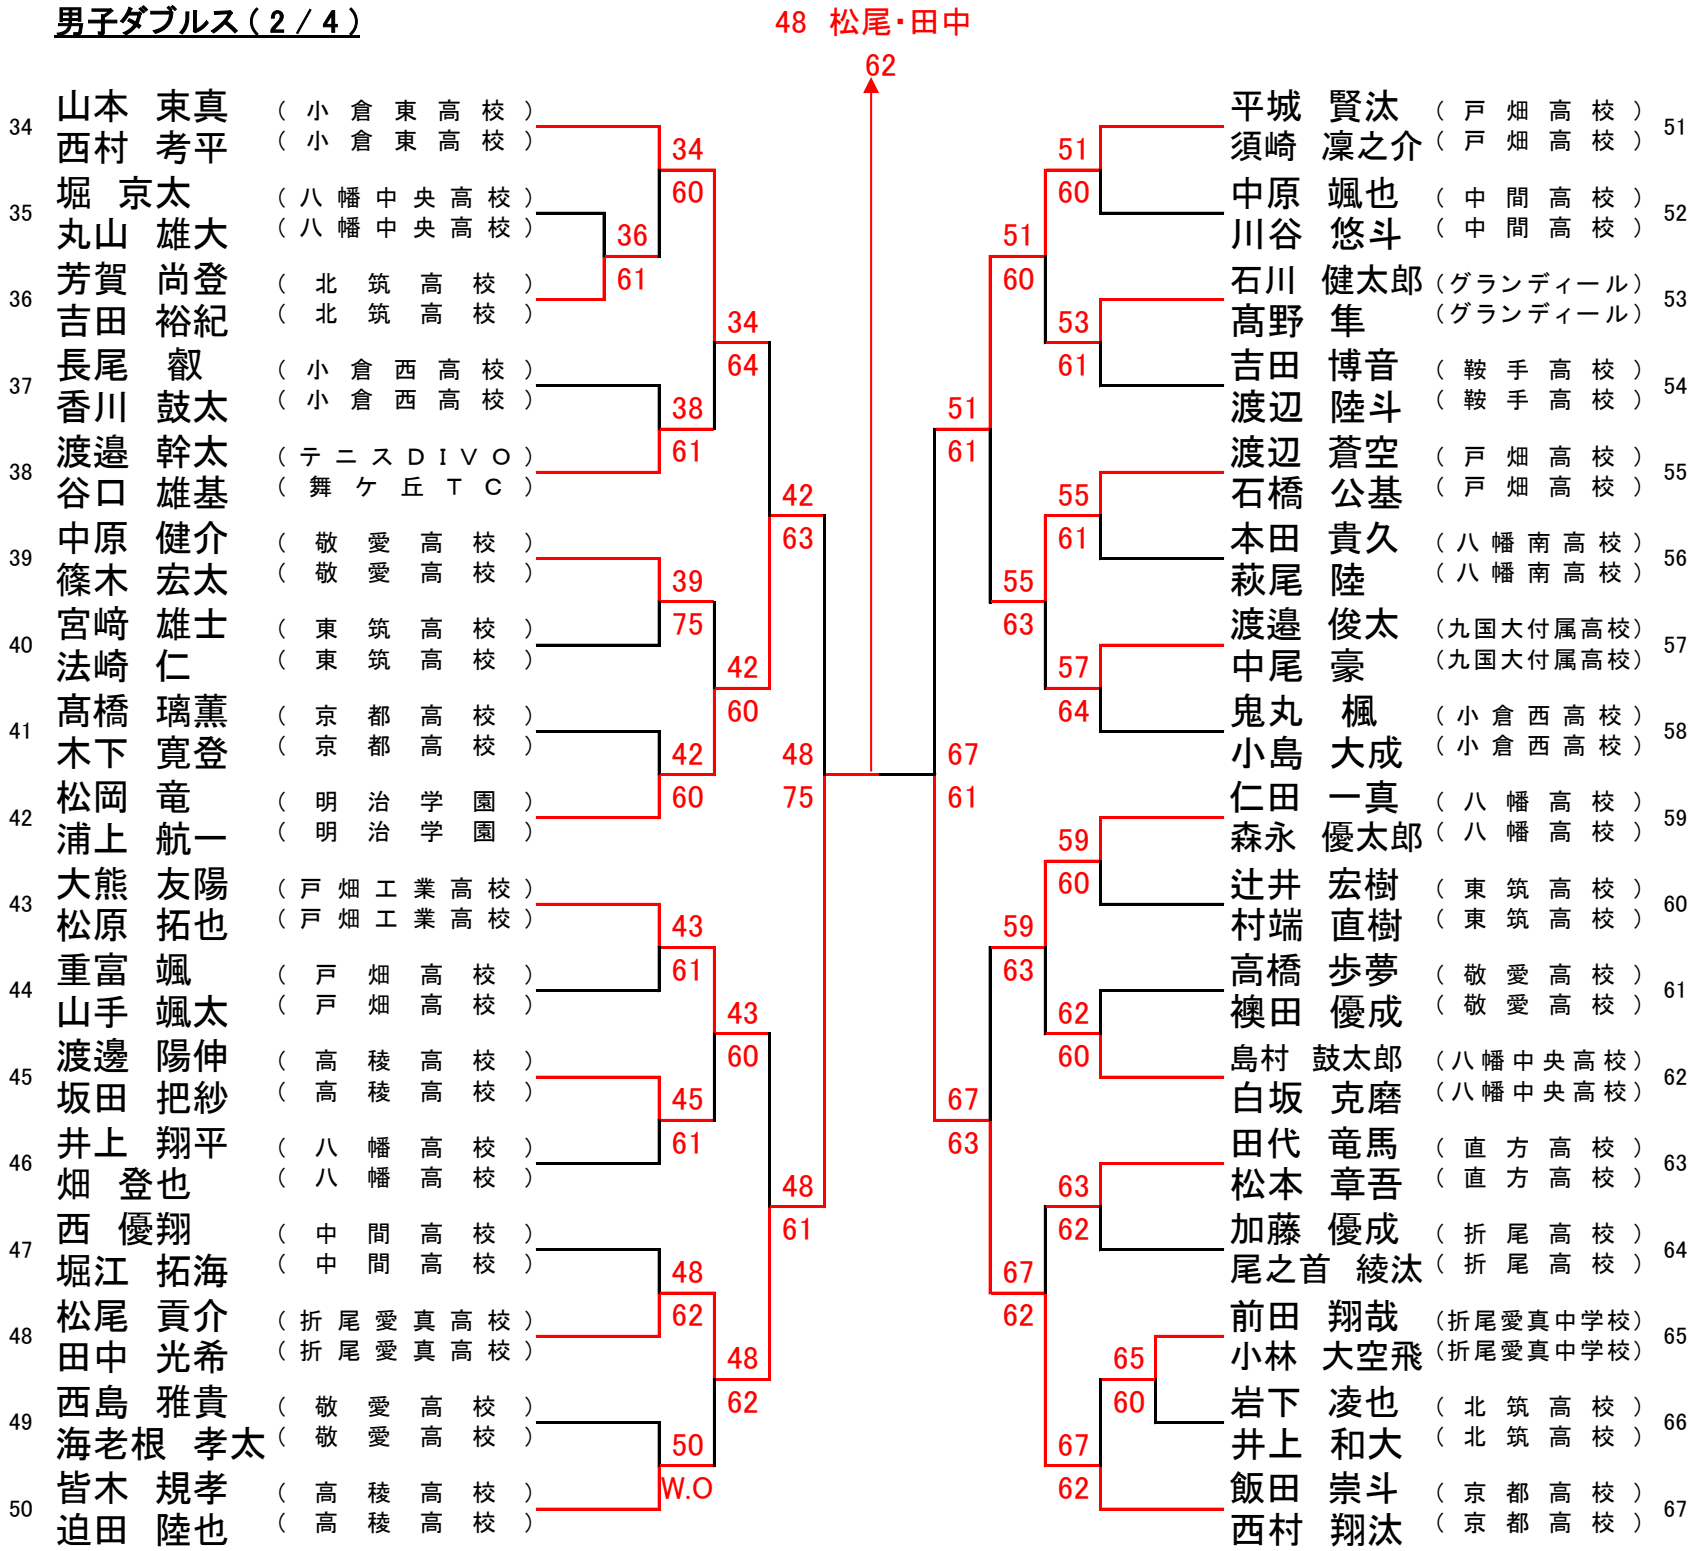 男子ダブルス ( 2 / 4 )
48 松尾・田中
62
34 山本 束真 ( 小倉東高校 )
西村 考平 ( 小倉東高校 )
35 堀 京太 ( 八幡中央高校 )
丸山 雄大 ( 八幡中央高校 )
36 芳賀 尚登 ( 北筑高校 )
吉田 裕紀 ( 北筑高校 )
37 長尾 叡 ( 小倉西高校 )
香川 鼓太 ( 小倉西高校 )
38 渡邉 幹太 ( テニスDIVO )
谷口 雄基 ( 舞ケ丘TC )
39 中原 健介 ( 敬愛高校 )
篠木 宏太 ( 敬愛高校 )
40 宮﨑 雄士 ( 東筑高校 )
法崎 仁 ( 東筑高校 )
41 髙橋 璃薫 ( 京都高校 )
木下 寛登 ( 京都高校 )
42 松岡 竜 ( 明治学園 )
浦上 航一 ( 明治学園 )
43 大熊 友陽 ( 戸畑工業高校 )
松原 拓也 ( 戸畑工業高校 )
44 重富 颯 ( 戸畑高校 )
山手 颯太 ( 戸畑高校 )
45 渡邊 陽伸 ( 高稜高校 )
坂田 把紗 ( 高稜高校 )
46 井上 翔平 ( 八幡高校 )
畑 登也 ( 八幡高校 )
47 西 優翔 ( 中間高校 )
堀江 拓海 ( 中間高校 )
48 松尾 貢介 ( 折尾愛真高校 )
田中 光希 ( 折尾愛真高校 )
49 西島 雅貴 ( 敬愛高校 )
海老根 孝太 ( 敬愛高校 )
50 皆木 規孝 ( 高稜高校 )
迫田 陸也 ( 高稜高校 )
34
60
36
61
38
61
39
75
42
60
43
61
45
61
48
62
50
W.O
34
64
42
60
43
60
48
62
42
63
48
61
48
75
67
61
51
61
67
63
51
60
55
63
59
63
67
62
51
60
53
61
55
61
57
64
59
60
62
60
63
62
65
60
67
62
平城 賢汰 ( 戸畑高校 ) 51
須崎 凜之介 ( 戸畑高校 )
中原 颯也 ( 中間高校 ) 52
川谷 悠斗 ( 中間高校 )
石川 健太郎 (グランディール) 53
髙野 隼 (グランディール)
吉田 博音 ( 鞍手高校 ) 54
渡辺 陸斗 ( 鞍手高校 )
渡辺 蒼空 ( 戸畑高校 ) 55
石橋 公基 ( 戸畑高校 )
本田 貴久 ( 八幡南高校 ) 56
萩尾 陸 ( 八幡南高校 )
渡邉 俊太 (九国大付属高校) 57
中尾 豪 (九国大付属高校)
鬼丸 楓 ( 小倉西高校 ) 58
小島 大成 ( 小倉西高校 )
仁田 一真 ( 八幡高校 ) 59
森永 優太郎 ( 八幡高校 )
辻井 宏樹 ( 東筑高校 ) 60
村端 直樹 ( 東筑高校 )
高橋 歩夢 ( 敬愛高校 ) 61
襖田 優成 ( 敬愛高校 )
島村 鼓太郎 ( 八幡中央高校 ) 62
白坂 克磨 ( 八幡中央高校 )
田代 竜馬 ( 直方高校 ) 63
松本 章吾 ( 直方高校 )
加藤 優成 ( 折尾高校 ) 64
尾之首 綾汰 ( 折尾高校 )
前田 翔哉 (折尾愛真中学校) 65
小林 大空飛 (折尾愛真中学校)
岩下 凌也 ( 北筑高校 ) 66
井上 和大 ( 北筑高校 )
飯田 崇斗 ( 京都高校 ) 67
西村 翔汰 ( 京都高校 )